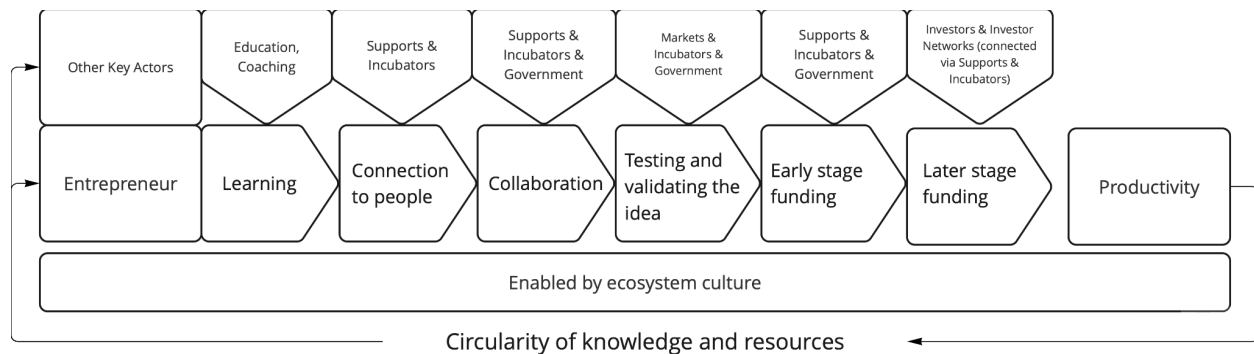 Other Key Actors
Education,
Coaching
Supports &
Incubators
Supports &
Incubators &
Government
Markets &
Incubators &
Government
Supports &
Incubators &
Government
Investors & Investor
Networks (connected
via Supports &
Incubators)
Entrepreneur
Learning
Connection
to people
Collaboration
Testing and
validating the
idea
Early stage
funding
Later stage
funding
Productivity
Enabled by ecosystem culture
Circularity of knowledge and resources